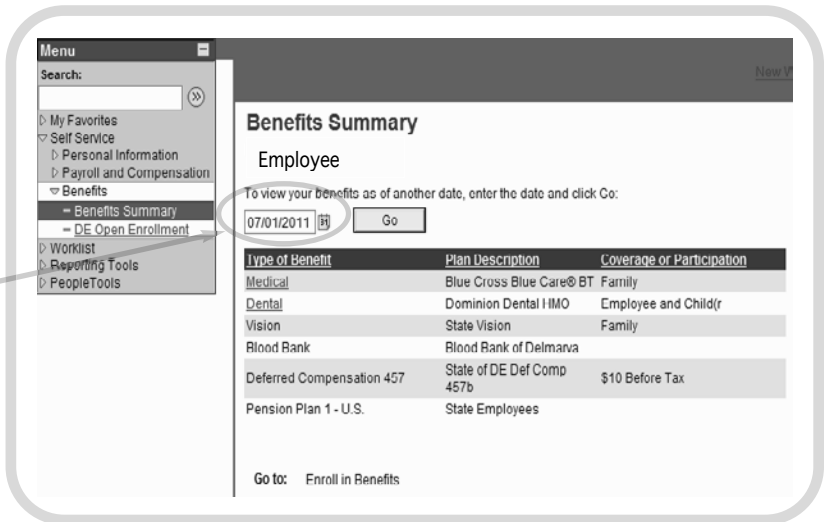 Menu
Search:
My Favorites
Self Service
Personal Information
Payroll and Compensation
Benefits
Benefits Summary
DE Open Enrollment
Worklist
Reporting Tools
PeopleTools
New
Benefits Summary
Employee
To view your benefits as of another date, enter the date and click Go:
07/01/2011 Go
Type of Benefit Plan Description Coverage or Participation
Medical Blue Cross Blue Care® BT Family
Dental Dominion Dental HMO Employee and Child(r
Vision State Vision Family
Blood Bank Blood Bank of Delmarva
Deferred Compensation 457 State of DE Def Comp $10 Before Tax
457b
Pension Plan 1 - U.S. State Employees
Go to: Enroll in Benefits